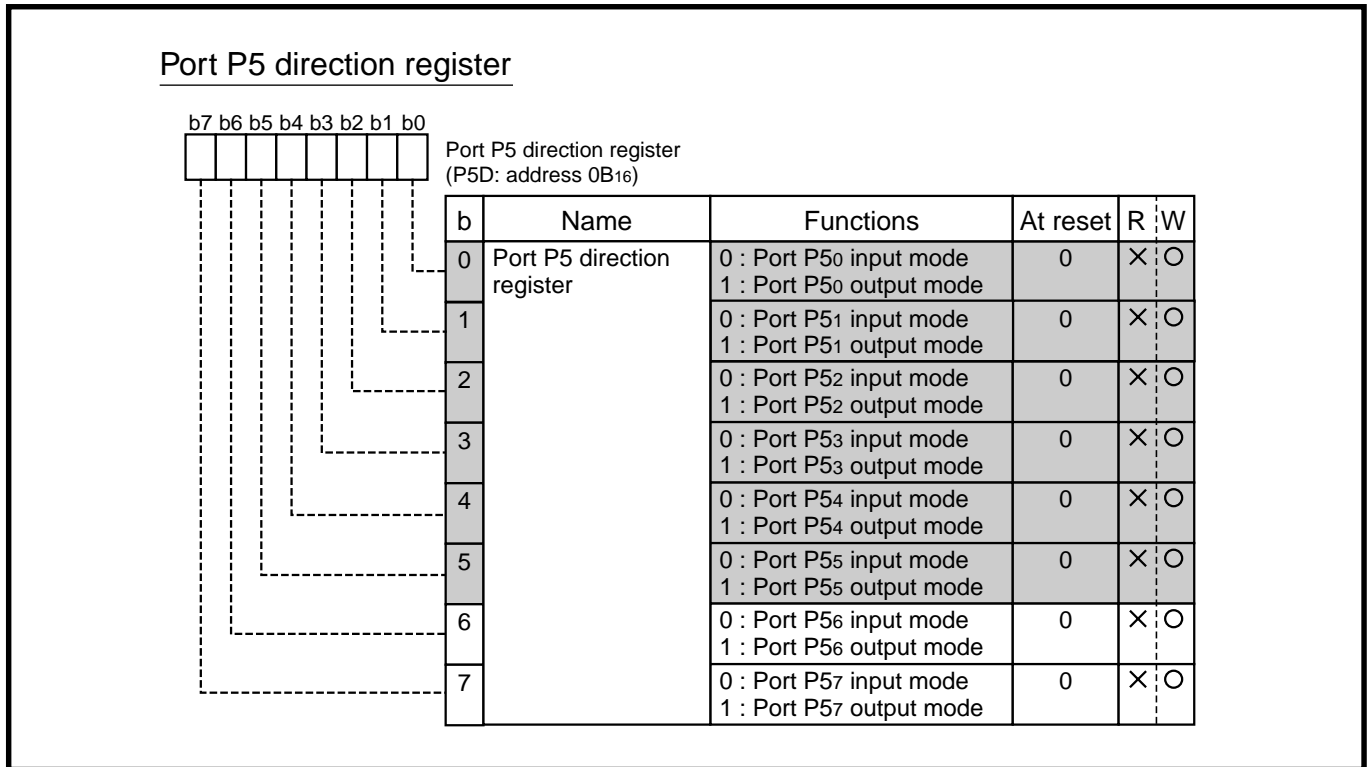 Port P5 direction register
b7 b6 b5 b4 b3 b2 b1 b0
Port P5 direction register
(P5D: address 0B16)
b Name Functions At reset R W
0 Port P5 direction register 0 : Port P50 input mode 0 × ○
1 : Port P50 output mode
1 0 : Port P51 input mode 0 × ○
1 : Port P51 output mode
2 0 : Port P52 input mode 0 × ○
1 : Port P52 output mode
3 0 : Port P53 input mode 0 × ○
1 : Port P53 output mode
4 0 : Port P54 input mode 0 × ○
1 : Port P54 output mode
5 0 : Port P55 input mode 0 × ○
1 : Port P55 output mode
6 0 : Port P56 input mode 0 × ○
1 : Port P56 output mode
7 0 : Port P57 input mode 0 × ○
1 : Port P57 output mode